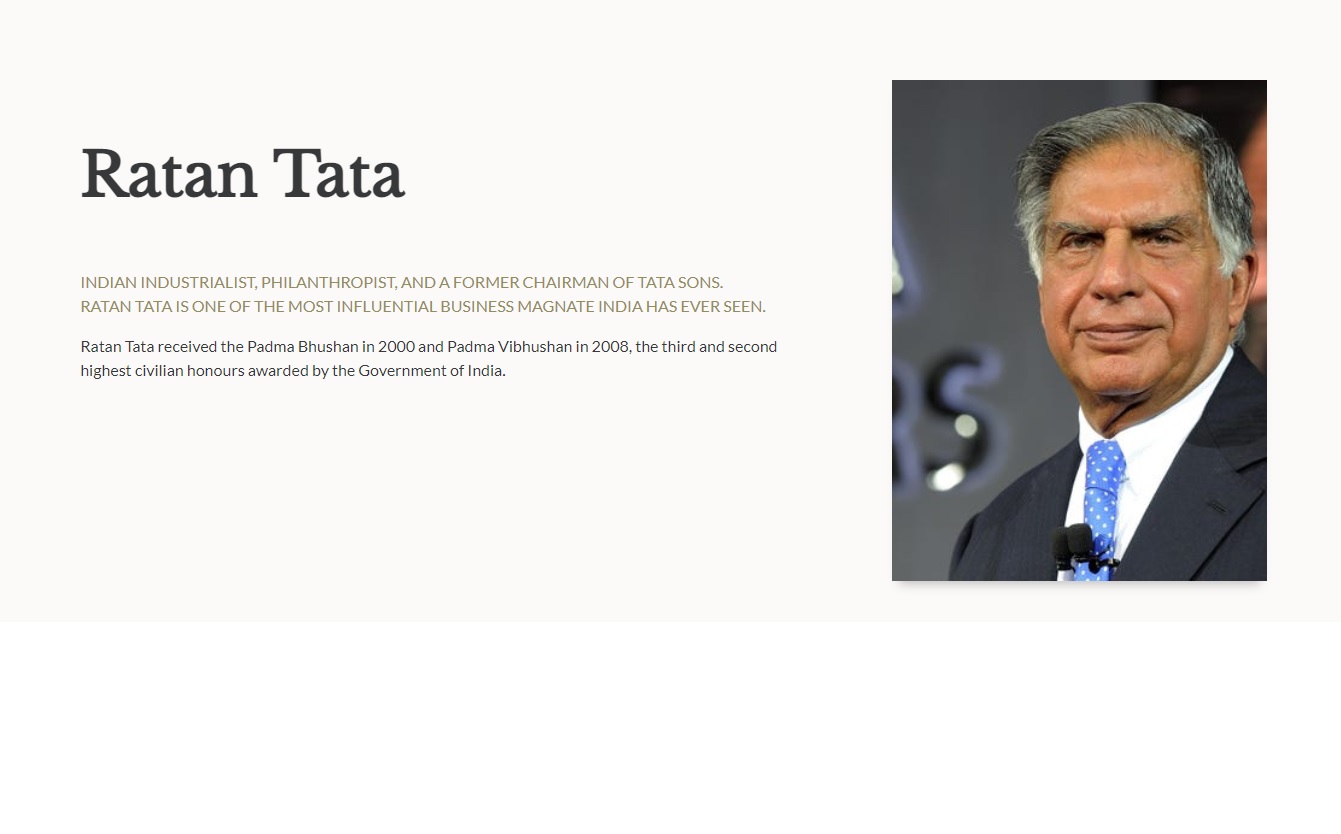 Ratan Tata
INDIAN INDUSTRIALIST, PHILANTHROPIST, AND A FORMER CHAIRMAN OF TATA SONS.
RATAN TATA IS ONE OF THE MOST INFLUENTIAL BUSINESS MAGNATE INDIA HAS EVER SEEN.
Ratan Tata received the Padma Bhushan in 2000 and Padma Vibhushan in 2008, the third and second
highest civilian honours awarded by the Government of India.